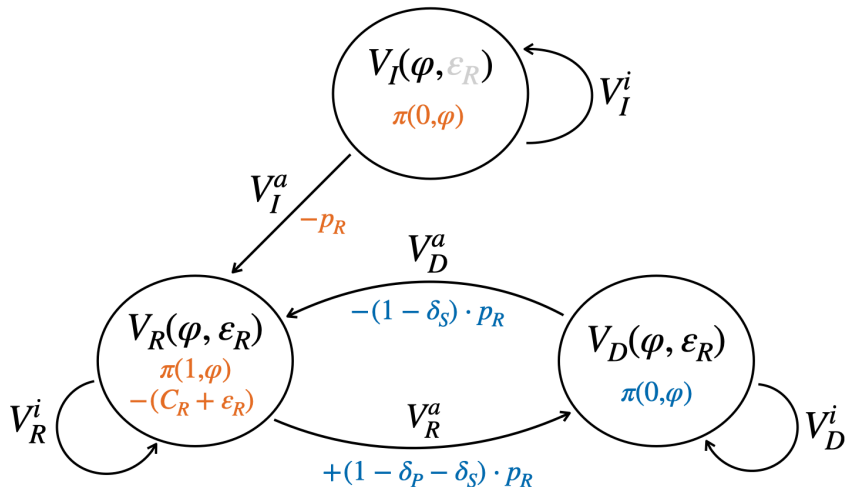 V_I(φ,ε_R)
π(0,φ)
V_I^i
V_I^a
−p_R
V_D^a
−(1 − δ_S) · p_R
V_R(φ, ε_R)
π(1,φ)
−(C_R + ε_R)
V_D(φ, ε_R)
π(0,φ)
V_R^i
V_R^a
V_D^i
+(1 − δ_P − δ_S) · p_R